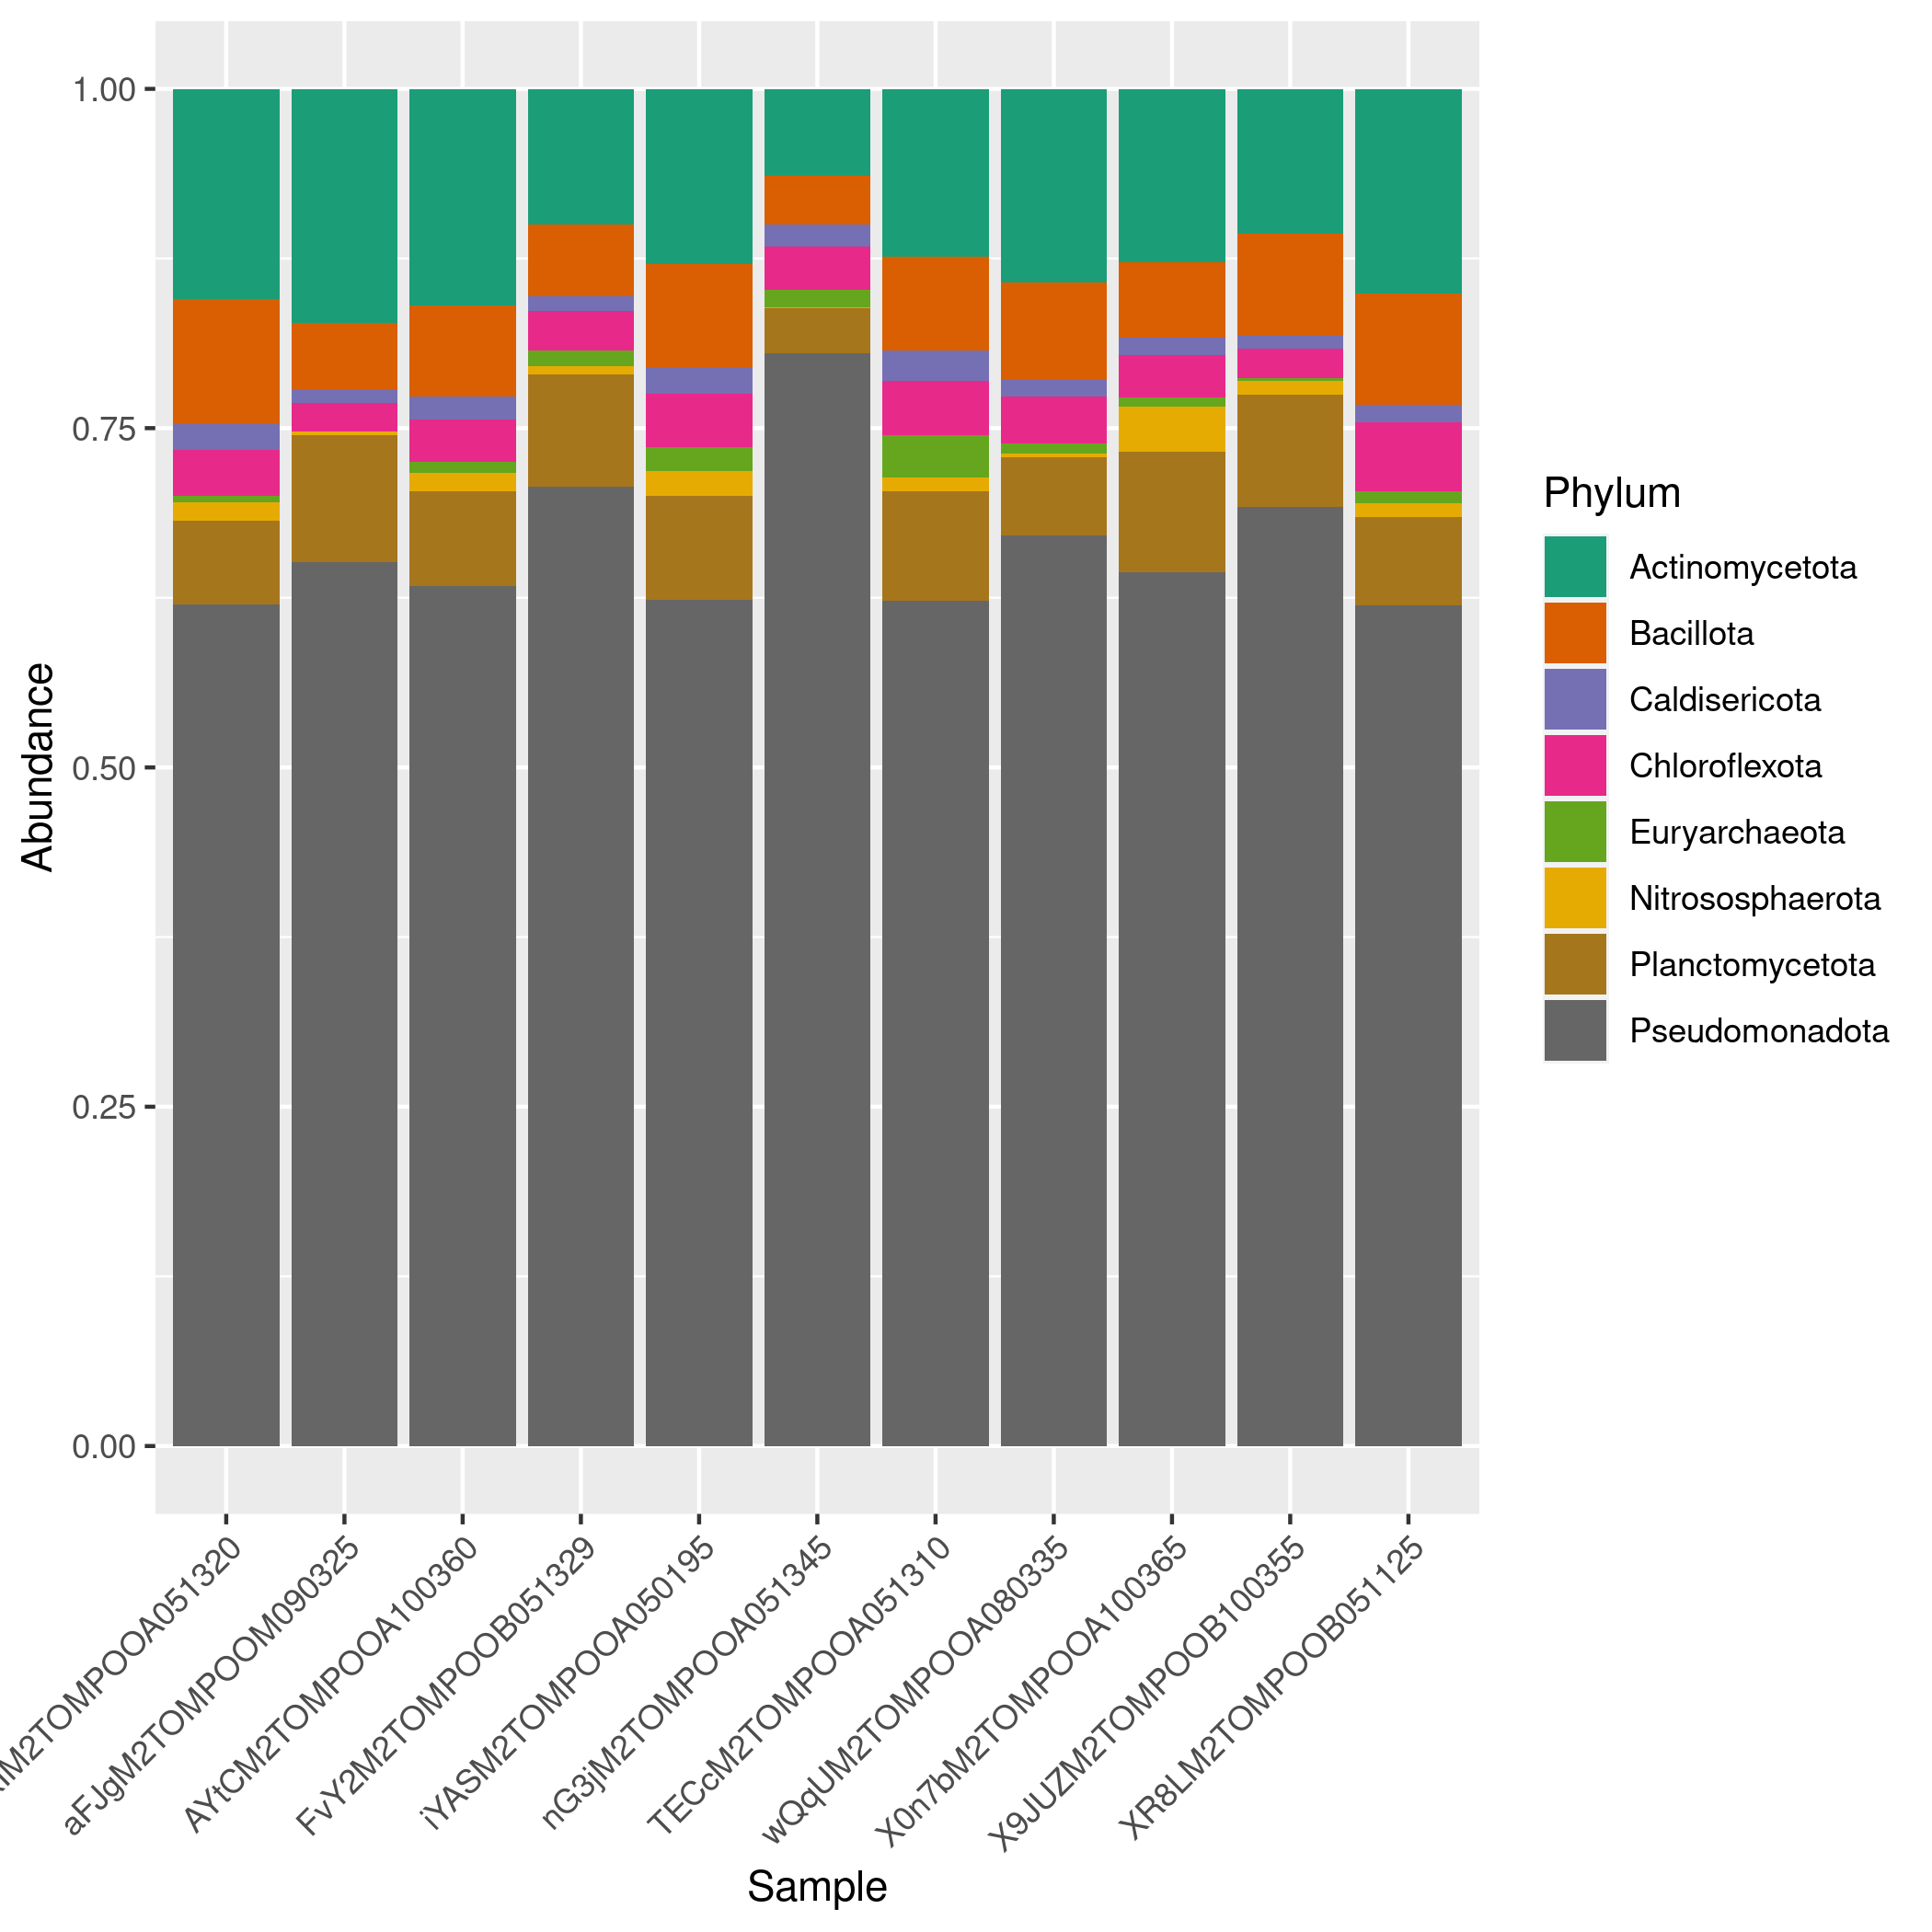 1.00
0.75
0.50
0.25
0.00
Abundance
M2TOMPOOA051320
aFJgM2TOMPOOM090325
AYtCM2TOMPOOA100360
FvY2M2TOMPOOB051329
iYASM2TOMPOOA050195
nG3jM2TOMPOOA051345
TECcM2TOMPOOA051310
wQqUM2TOMPOOA080335
X0n7bM2TOMPOOA100365
X9JUZM2TOMPOOB100355
XR8LM2TOMPOOB051125
Sample
Phylum
Actinomycetota
Bacillota
Caldisericota
Chloroflexota
Euryarchaeota
Nitrososphaerota
Planctomycetota
Pseudomonadota